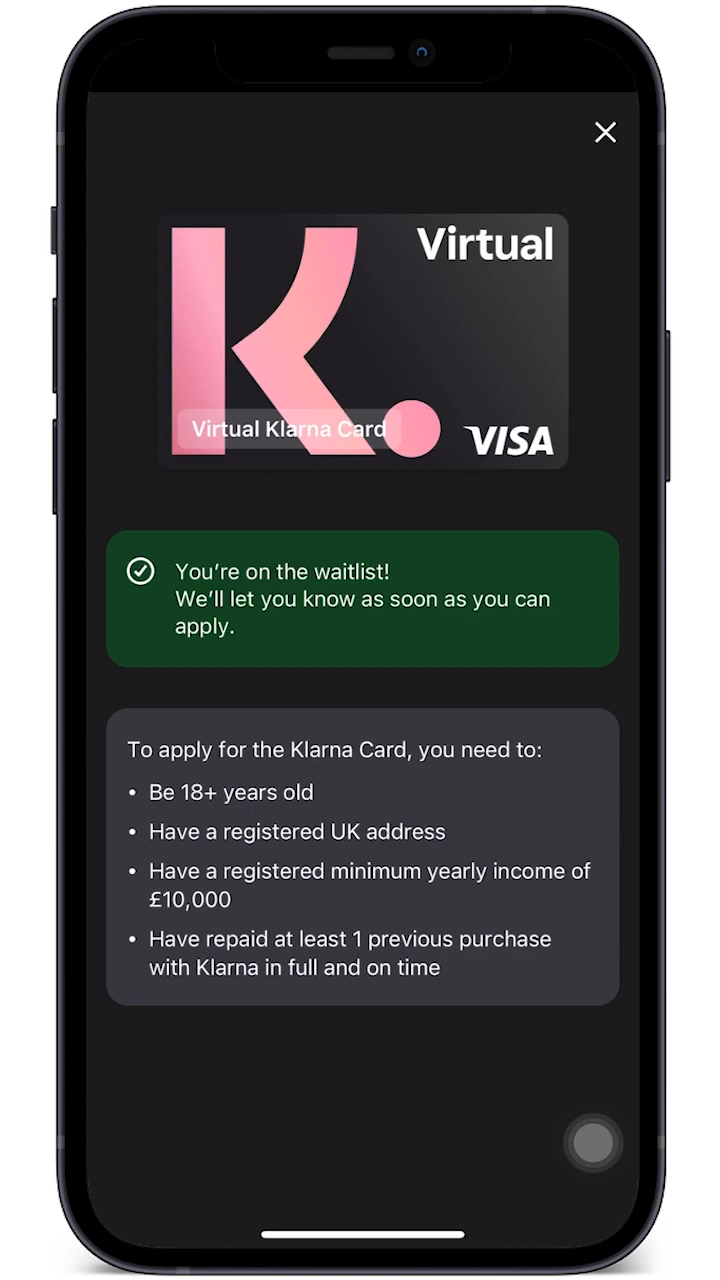 Virtual
K.
Virtual Klarna Card
VISA
You’re on the waitlist!
We’ll let you know as soon as you can
apply.
To apply for the Klarna Card, you need to:
• Be 18+ years old
• Have a registered UK address
• Have a registered minimum yearly income of
£10,000
• Have repaid at least 1 previous purchase
with Klarna in full and on time